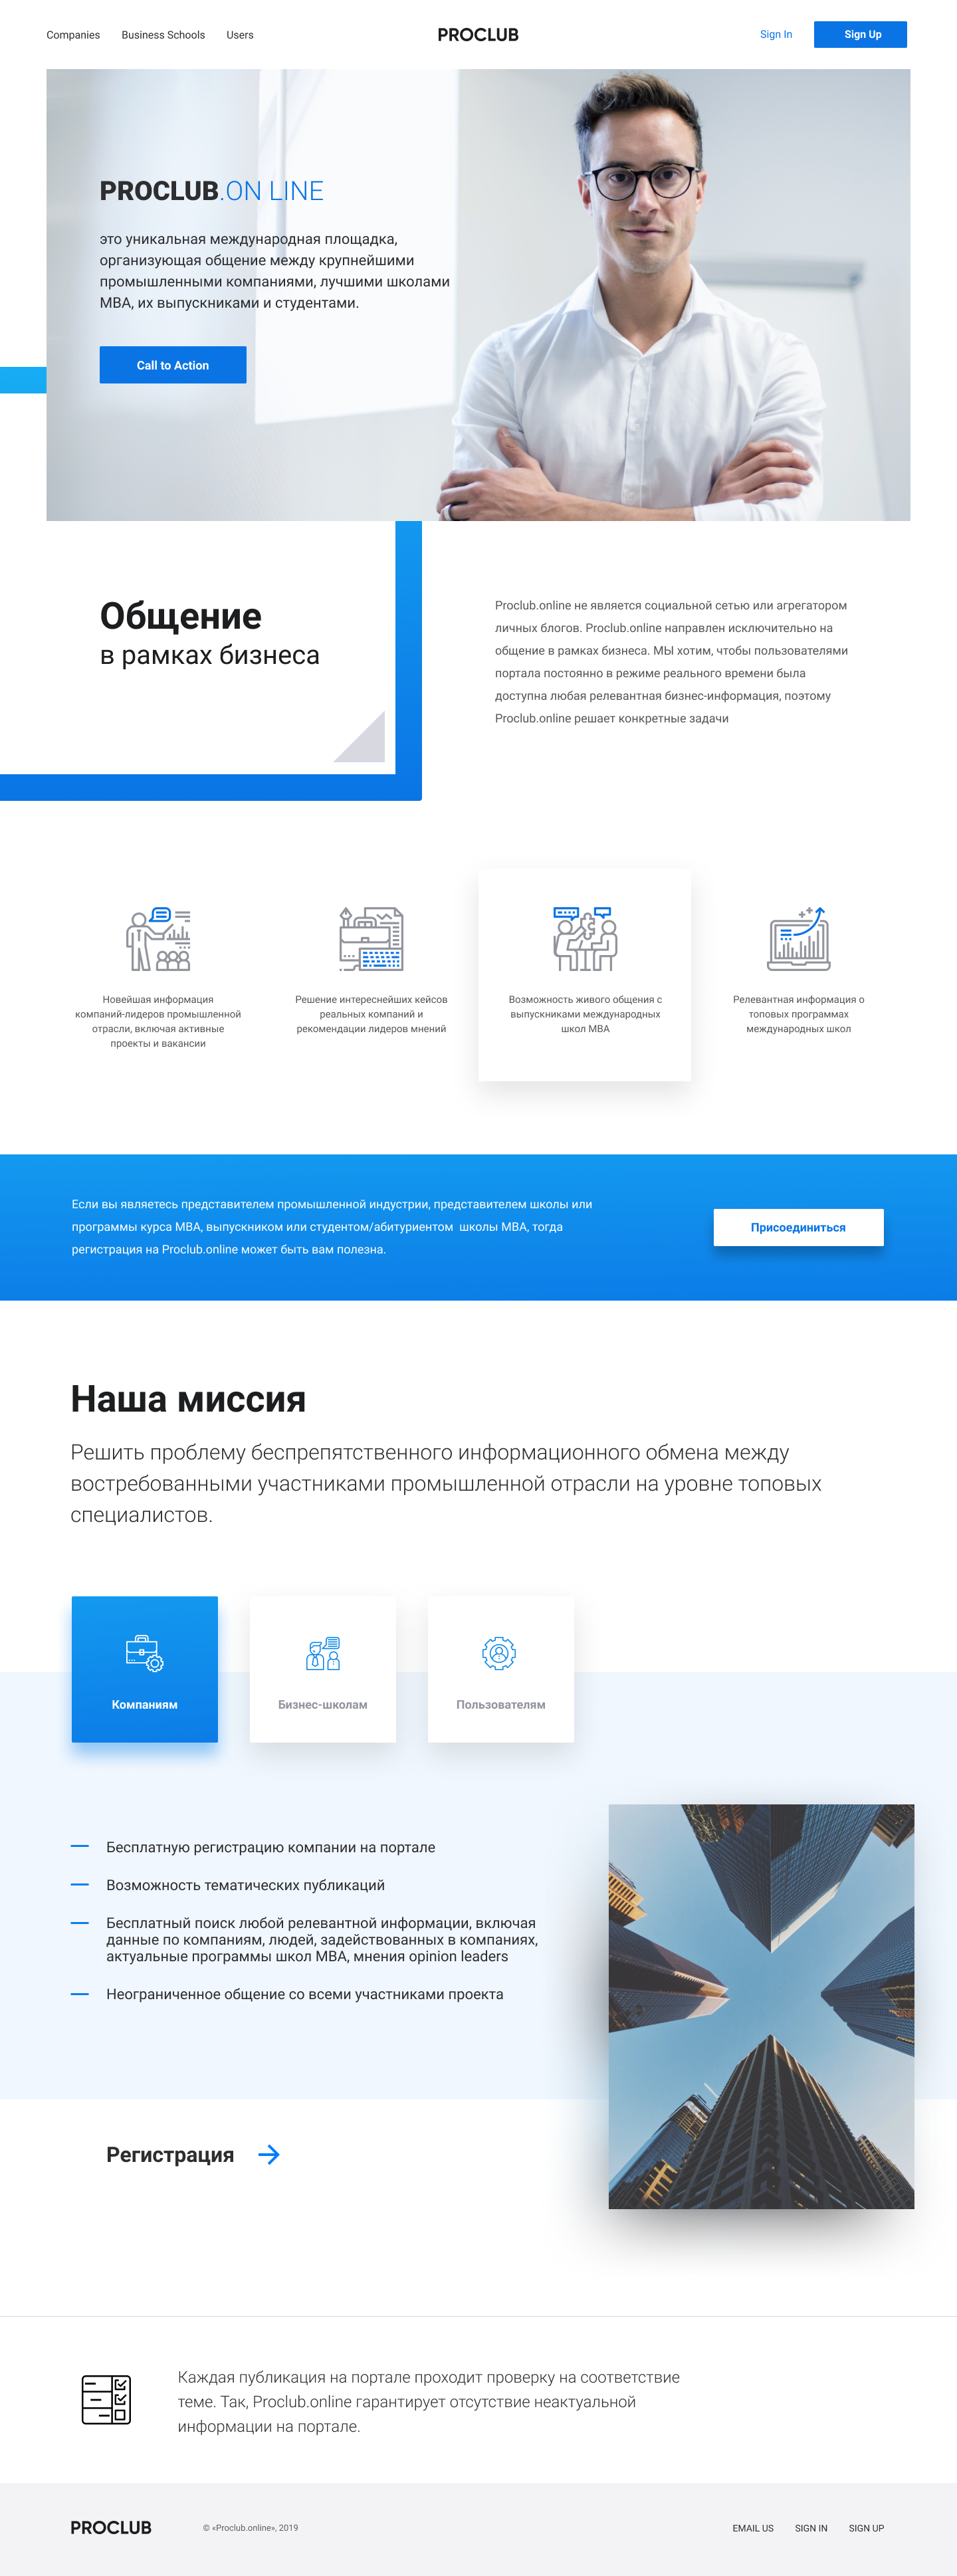 Companies Business Schools Users PROCLUB Sign In Sign Up
PROCLUB.ON LINE
это уникальная международная площадка,
организующая общение между крупнейшими
промышленными компаниями, лучшими школами
MBA, их выпускниками и студентами.
Call to Action
Общение
в рамках бизнеса
Proclub.online не является социальной сетью или агрегатором
личных блогов. Proclub.online направлен исключительно на
общение в рамках бизнеса. МЫ хотим, чтобы пользователями
портала постоянно в режиме реального времени была
доступна любая релевантная бизнес-информация, поэтому
Proclub.online решает конкретные задачи
Новейшая информация
компаний-лидеров промышленной
отрасли, включая активные
проекты и вакансии
Решение интереснейших кейсов
реальных компаний и
рекомендации лидеров мнений
Возможность живого общения с
выпускниками международных
школ MBA
Релевантная информация о
топовых программах
международных школ
Если вы являетесь представителем промышленной индустрии, представителем школы или
программы курса MBA, выпускником или студентом/абитуриентом школы MBA, тогда
регистрация на Proclub.online может быть вам полезна.
Присоединиться
Наша миссия
Решить проблему беспрепятственного информационного обмена между
востребованными участниками промышленной отрасли на уровне топовых
специалистов.
Компаниям
Бизнес-школам
Пользователям
Бесплатную регистрацию компании на портале
Возможность тематических публикаций
Бесплатный поиск любой релевантной информации, включая
данные по компаниям, людей, задействованных в компаниях,
актуальные программы школ MBA, мнения opinion leaders
Неограниченное общение со всеми участниками проекта
Регистрация
Каждая публикация на портале проходит проверку на соответствие
теме. Так, Proclub.online гарантирует отсутствие неактуальной
информации на портале.
PROCLUB © «Proclub.online», 2019 EMAIL US SIGN IN SIGN UP